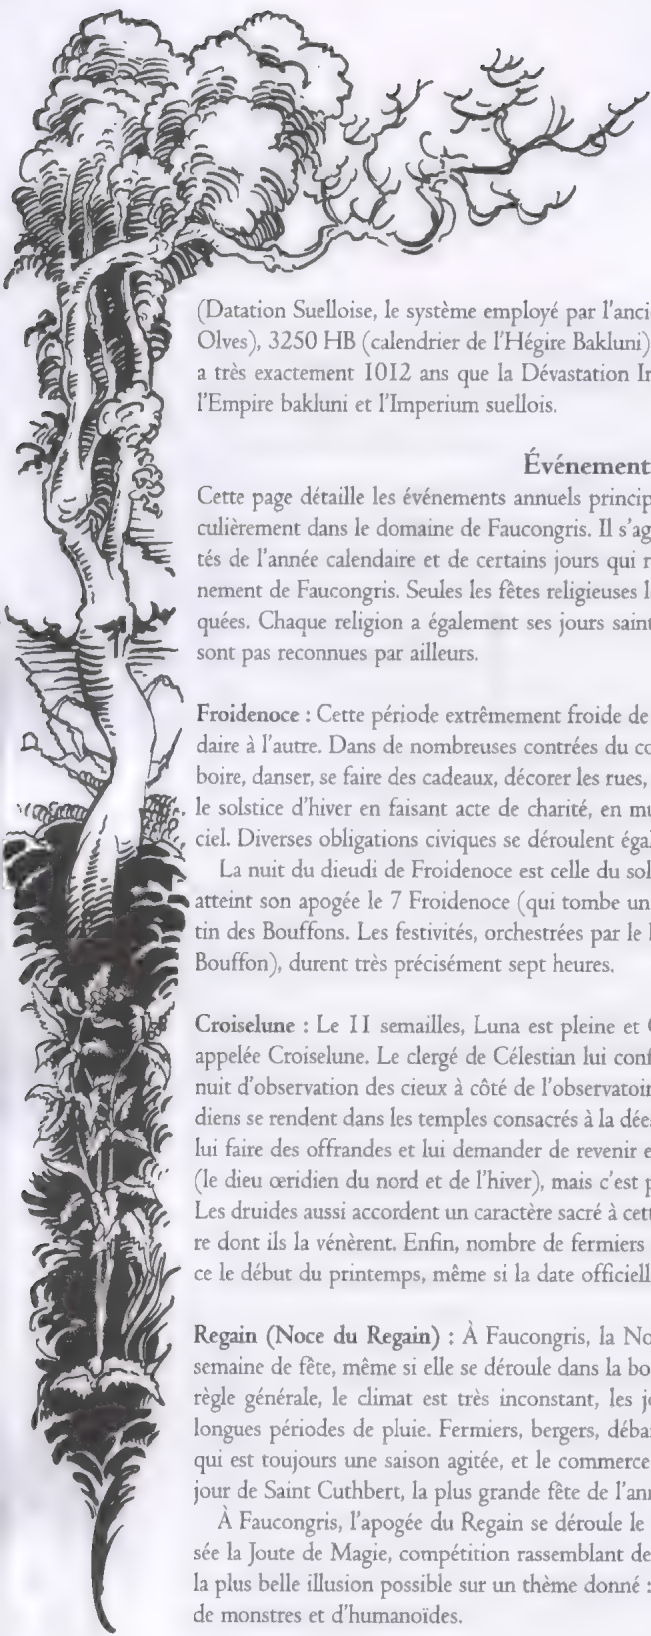 (Datation Suelloise, le système employé par l'anci
Olves), 3250 HB (calendrier de l'Hégire Bakluni)
a très exactement 1012 ans que la Dévastation In
l'Empire bakluni et l'Imperium suellois.
Événement
Cette page détaille les événements annuels princip
culièrement dans le domaine de Faucongris. Il s'ag
tés de l'année calendaire et de certains jours qui r
nement de Faucongris. Seules les fêtes religieuses l
quées. Chaque religion a également ses jours saint
sont pas reconnues par ailleurs.
Froidenoce : Cette période extrêmement froide de
daire à l'autre. Dans de nombreuses contrées du co
boire, danser, se faire des cadeaux, décorer les rues,
le solstice d'hiver en faisant acte de charité, en mu
ciel. Diverses obligations civiques se déroulent égal
La nuit du dieudi de Froidenoce est celle du sol
atteint son apogée le 7 Froidenoce (qui tombe un
tin des Bouffons. Les festivités, orchestrées par le
Bouffon), durent très précisément sept heures.
Croiselune : Le 11 semailles, Luna est pleine et
appelée Croiselune. Le clergé de Célestian lui conf
nuit d'observation des cieux à côté de l'observatoir
diens se rendent dans les temples consacrés à la dée
lui faire des offrandes et lui demander de revenir e
(le dieu œridien du nord et de l'hiver), mais c'est p
Les druides aussi accordent un caractère sacré à cett
re dont ils la vénèrent. Enfin, nombre de fermiers
ce le début du printemps, même si la date officiell
Regain (Noce du Regain) : À Faucongris, la No
semaine de fête, même si elle se déroule dans la bo
règle générale, le climat est très inconstant, les jo
longues périodes de pluie. Fermiers, bergers, débar
qui est toujours une saison agitée, et le commerce
jour de Saint Cuthbert, la plus grande fête de l'ann
À Faucongris, l'apogée du Regain se déroule le
sée la Joute de Magie, compétition rassemblant de
la plus belle illusion possible sur un thème donné :
de monstres et d'humanoïdes.